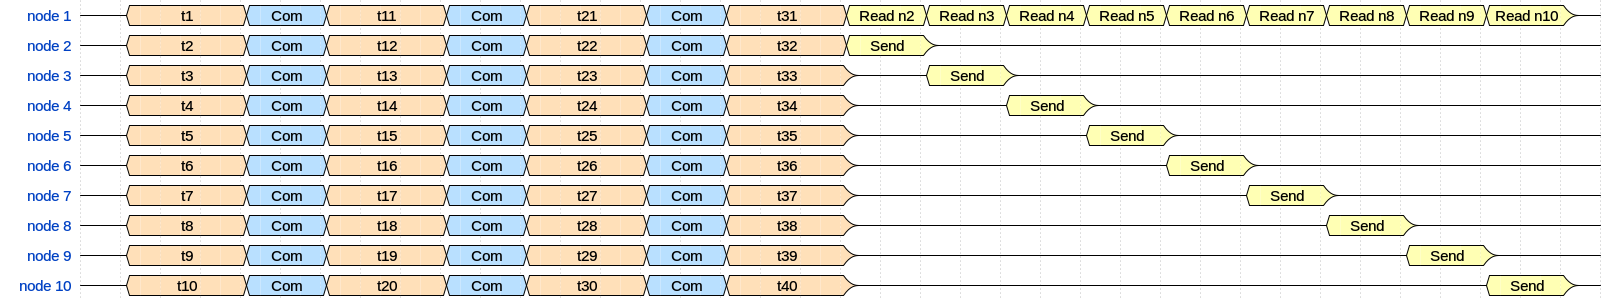 node 1 t1 Com t11 Com t21 Com t31 Read n2 Read n3 Read n4 Read n5 Read n6 Read n7 Read n8 Read n9 Read n10
node 2 t2 Com t12 Com t22 Com t32 Send
node 3 t3 Com t13 Com t23 Com t33 Send
node 4 t4 Com t14 Com t24 Com t34 Send
node 5 t5 Com t15 Com t25 Com t35 Send
node 6 t6 Com t16 Com t26 Com t36 Send
node 7 t7 Com t17 Com t27 Com t37 Send
node 8 t8 Com t18 Com t28 Com t38 Send
node 9 t9 Com t19 Com t29 Com t39 Send
node 10 t10 Com t20 Com t30 Com t40 Send